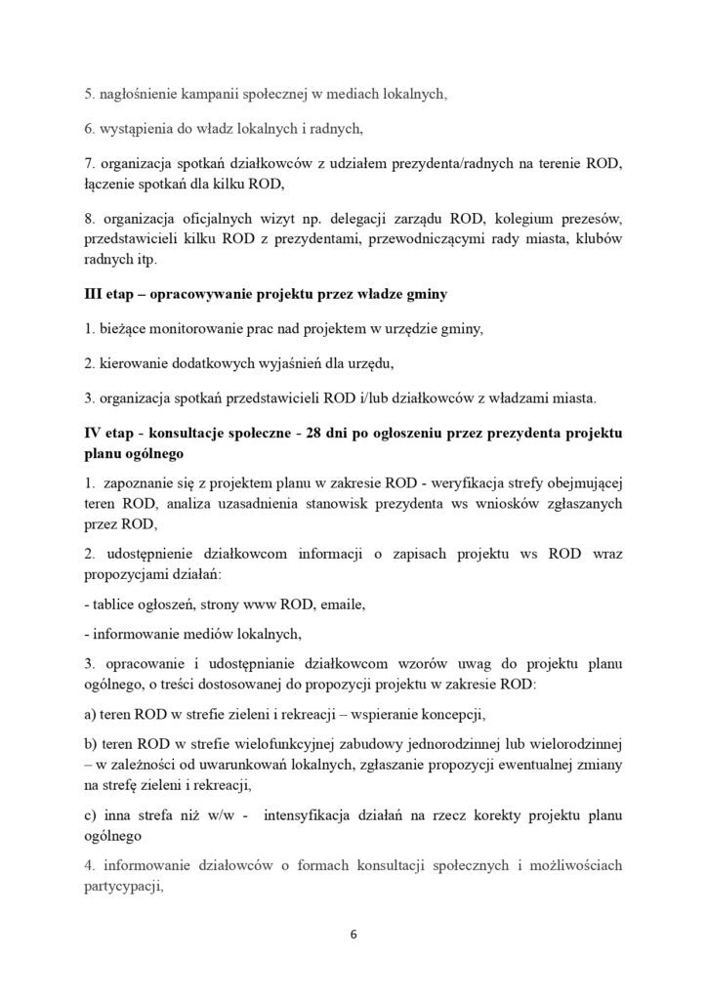 5. nagłośnienie kampanii społecznej w mediach lokalnych,
6. wystąpienia do władz lokalnych i radnych,
7. organizacja spotkań działkowców z udziałem prezydenta/radnych na terenie ROD,
łączenie spotkań dla kilku ROD,
8. organizacja oficjalnych wizyt np. delegacji zarządu ROD, kolegium prezesów,
przedstawicieli kilku ROD z prezydentami, przewodniczącymi rady miasta, klubów
radnych itp.
III etap – opracowywanie projektu przez władze gminy
1. bieżące monitorowanie prac nad projektem w urzędzie gminy,
2. kierowanie dodatkowych wyjaśnień dla urzędu,
3. organizacja spotkań przedstawicieli ROD i/lub działkowców z władzami miasta.
IV etap - konsultacje społeczne - 28 dni po ogłoszeniu przez prezydenta projektu
planu ogólnego
1. zapoznanie się z projektem planu w zakresie ROD - weryfikacja strefy obejmującej
teren ROD, analiza uzasadnienia stanowisk prezydenta ws wniosków zgłaszanych
przez ROD,
2. udostępnienie działkowcom informacji o zapisach projektu ws ROD wraz
propozycjami działań:
- tablice ogłoszeń, strony www ROD, emaile,
- informowanie mediów lokalnych,
3. opracowanie i udostępnianie działkowcom wzorów uwag do projektu planu
ogólnego, o treści dostosowanej do propozycji projektu w zakresie ROD:
a) teren ROD w strefie zieleni i rekreacji – wspieranie koncepcji,
b) teren ROD w strefie wielofunkcyjnej zabudowy jednorodzinnej lub wielorodzinnej
– w zależności od uwarunkowań lokalnych, zgłaszanie propozycji ewentualnej zmiany
na strefę zieleni i rekreacji,
c) inna strefa niż w/w - intensyfikacja działań na rzecz korekty projektu planu
ogólnego
4. informowanie działowców o formach konsultacji społecznych i możliwościach
partycypacji,
6